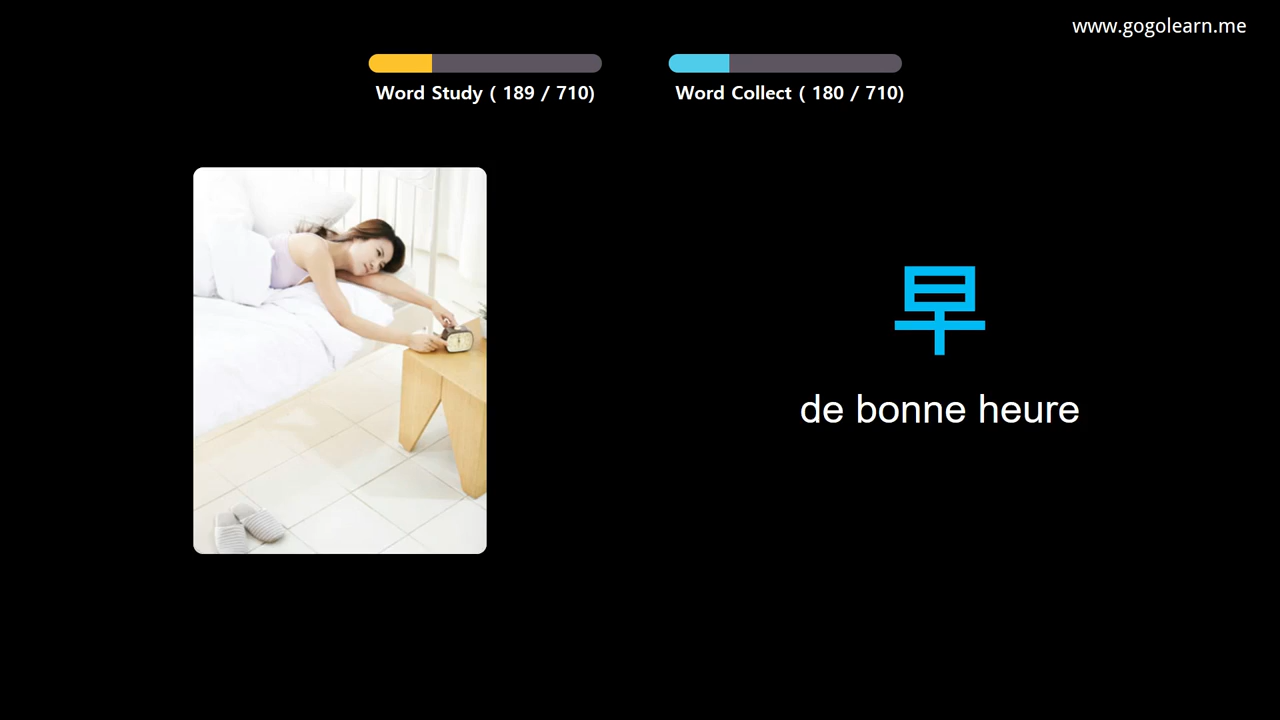 www.gogolearn.me
Word Study ( 189 / 710)
Word Collect ( 180 / 710)
早
de bonne heure